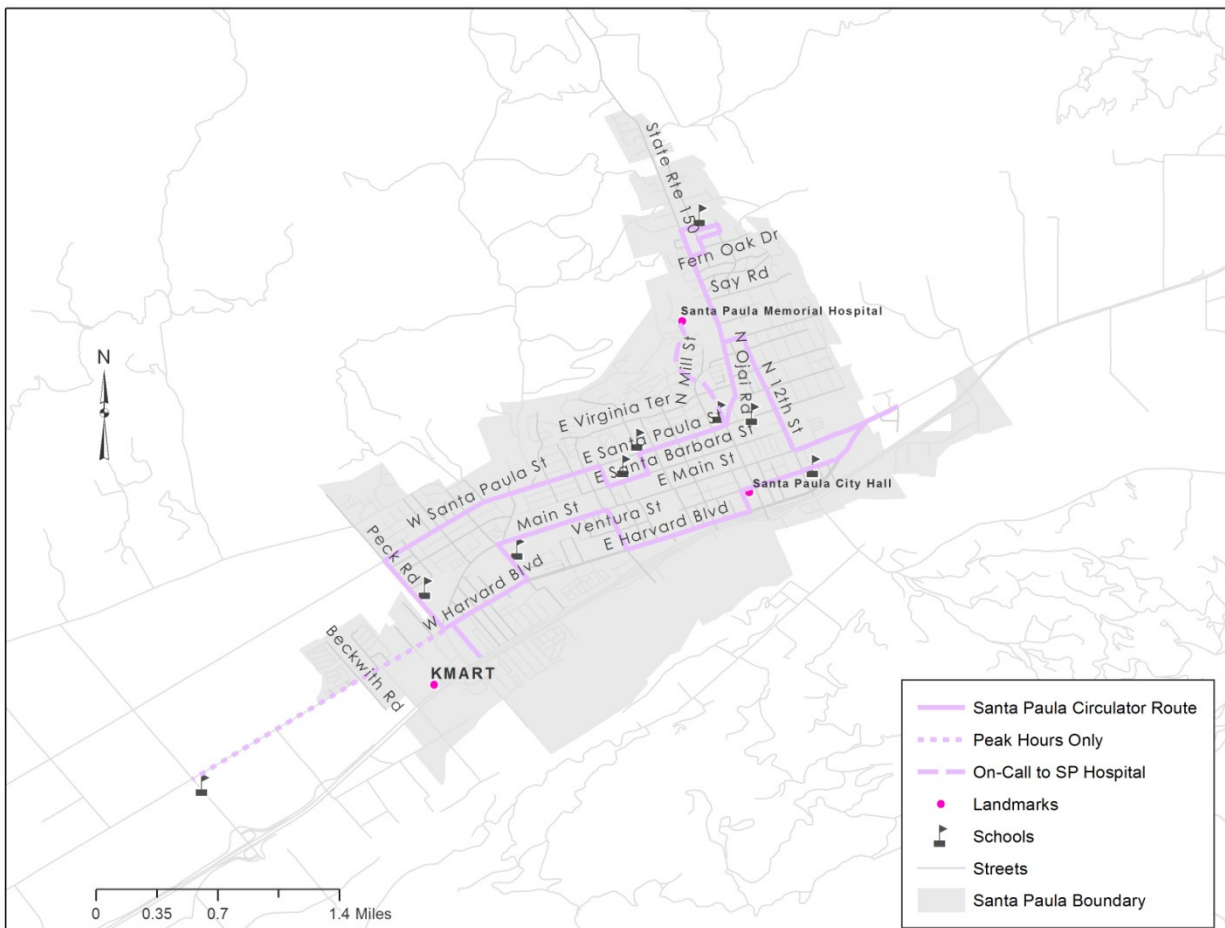 State Rte 150
Fern Oak Dr
Say Rd
Santa Paula Memorial Hospital
N Mill St
N Ojai Rd
N 12th St
E Virginia Ter
E Santa Paula St
E Santa Barbara St
W Santa Paula St
E Main St
Santa Paula City Hall
Main St
Ventura St
E Harvard Blvd
Peck Rd
W Harvard Blvd
Beckwith Rd
KMART
N
0 0.35 0.7 1.4 Miles
Santa Paula Circulator Route
Peak Hours Only
On-Call to SP Hospital
Landmarks
Schools
Streets
Santa Paula Boundary